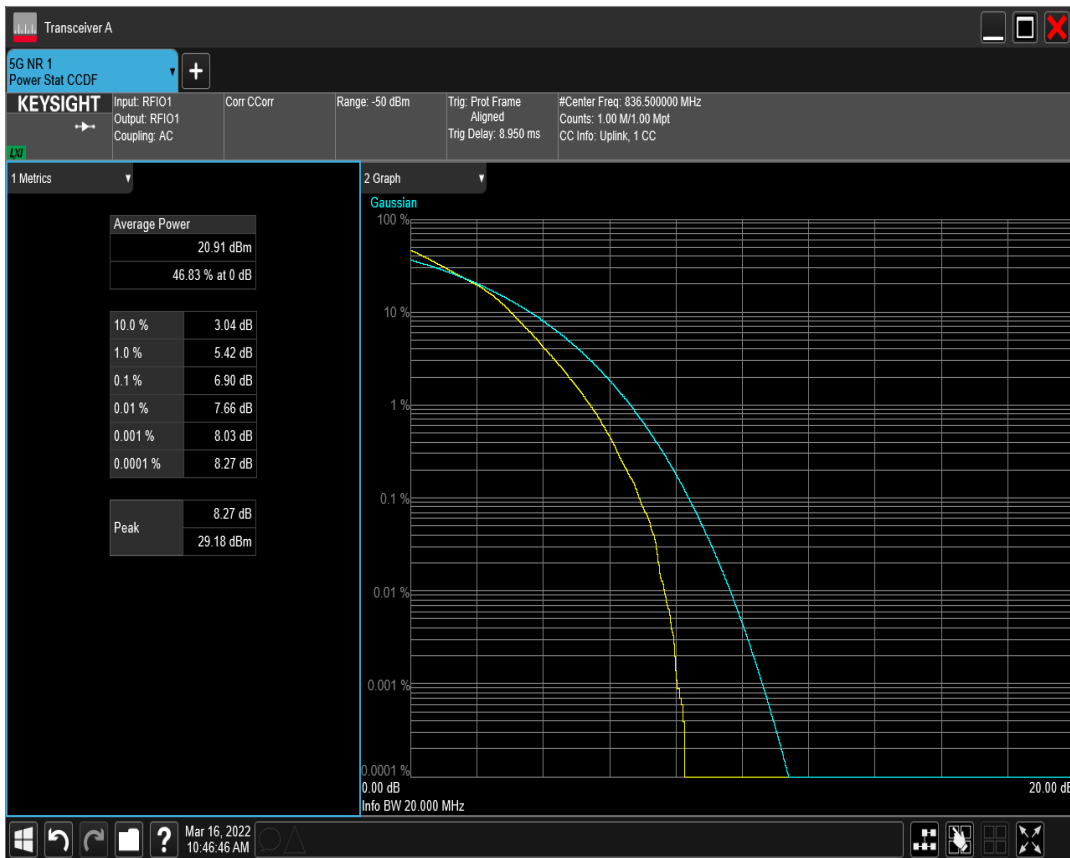 Transceiver A
5G NR 1
Power Stat CCDF
KEYSIGHT
LXI
Input: RFIO1
Output: RFIO1
Coupling: AC
Corr CCorr
Range: -50 dBm
Trig: Prot Frame
Aligned
Trig Delay: 8.950 ms
#Center Freq: 836.500000 MHz
Counts: 1.00 M/1.00 Mpt
CC Info: Uplink, 1 CC
1 Metrics
Average Power
20.91 dBm
46.83 % at 0 dB
10.0 % 3.04 dB
1.0 % 5.42 dB
0.1 % 6.90 dB
0.01 % 7.66 dB
0.001 % 8.03 dB
0.0001 % 8.27 dB
Peak 8.27 dB
29.18 dBm
2 Graph
Gaussian
100 %
10 %
1 %
0.1 %
0.01 %
0.001 %
0.0001 %
0.00 dB 20.00 dB
Info BW 20.000 MHz
Mar 16, 2022
10:46:46 AM